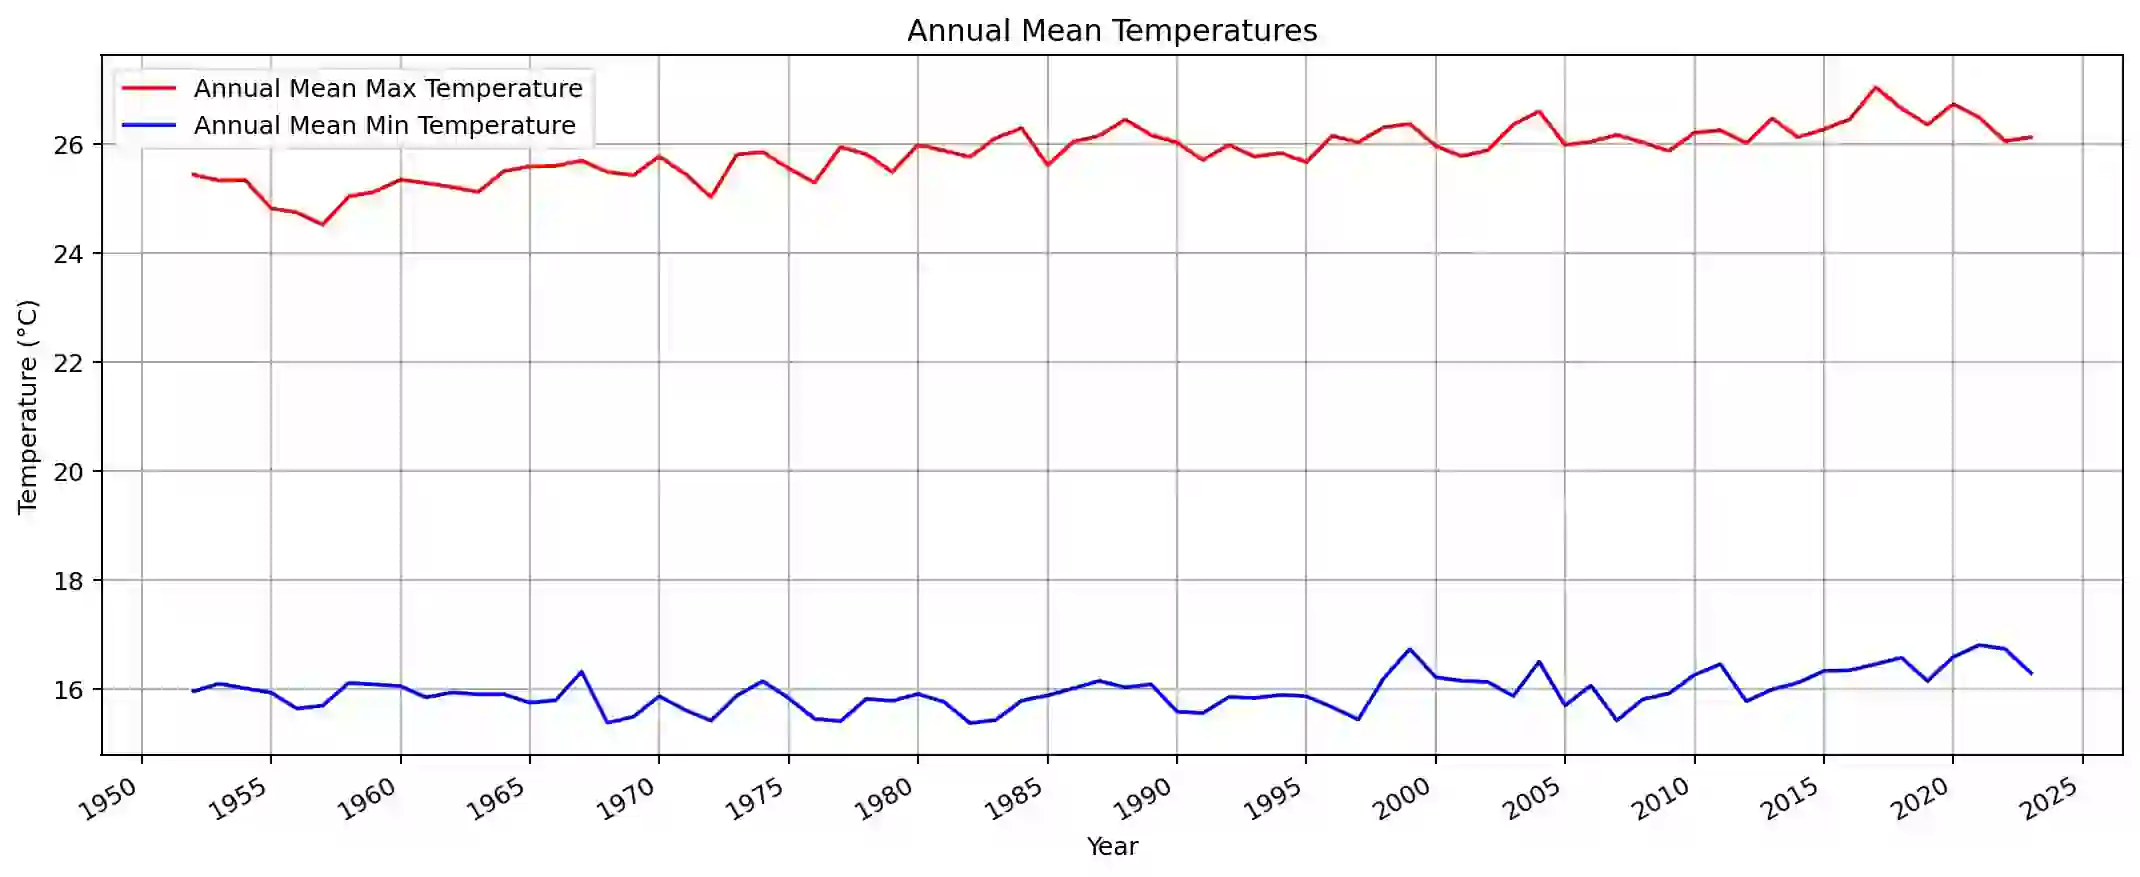 Annual Mean Temperatures
Annual Mean Max Temperature
Annual Mean Min Temperature
26
24
22
20
18
16
Temperature (°C)
1950 1955 1960 1965 1970 1975 1980 1985 1990 1995 2000 2005 2010 2015 2020 2025
Year